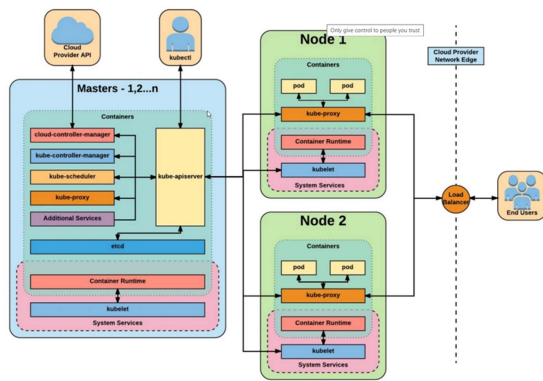 Only give control to people you trust
Cloud
Provider API
kubectl
Masters - 1,2...n
Containers
cloud-controller-manager
kube-controller-manager
kube-scheduler
kube-proxy
Additional Services
kube-apiserver
etcd
Container Runtime
kubelet
System Services
Node 1
Containers
pod
pod
kube-proxy
Container Runtime
kubelet
System Services
Node 2
Containers
pod
pod
kube-proxy
Container Runtime
kubelet
System Services
Cloud Provider
Network Edge
Load
Balancer
End Users